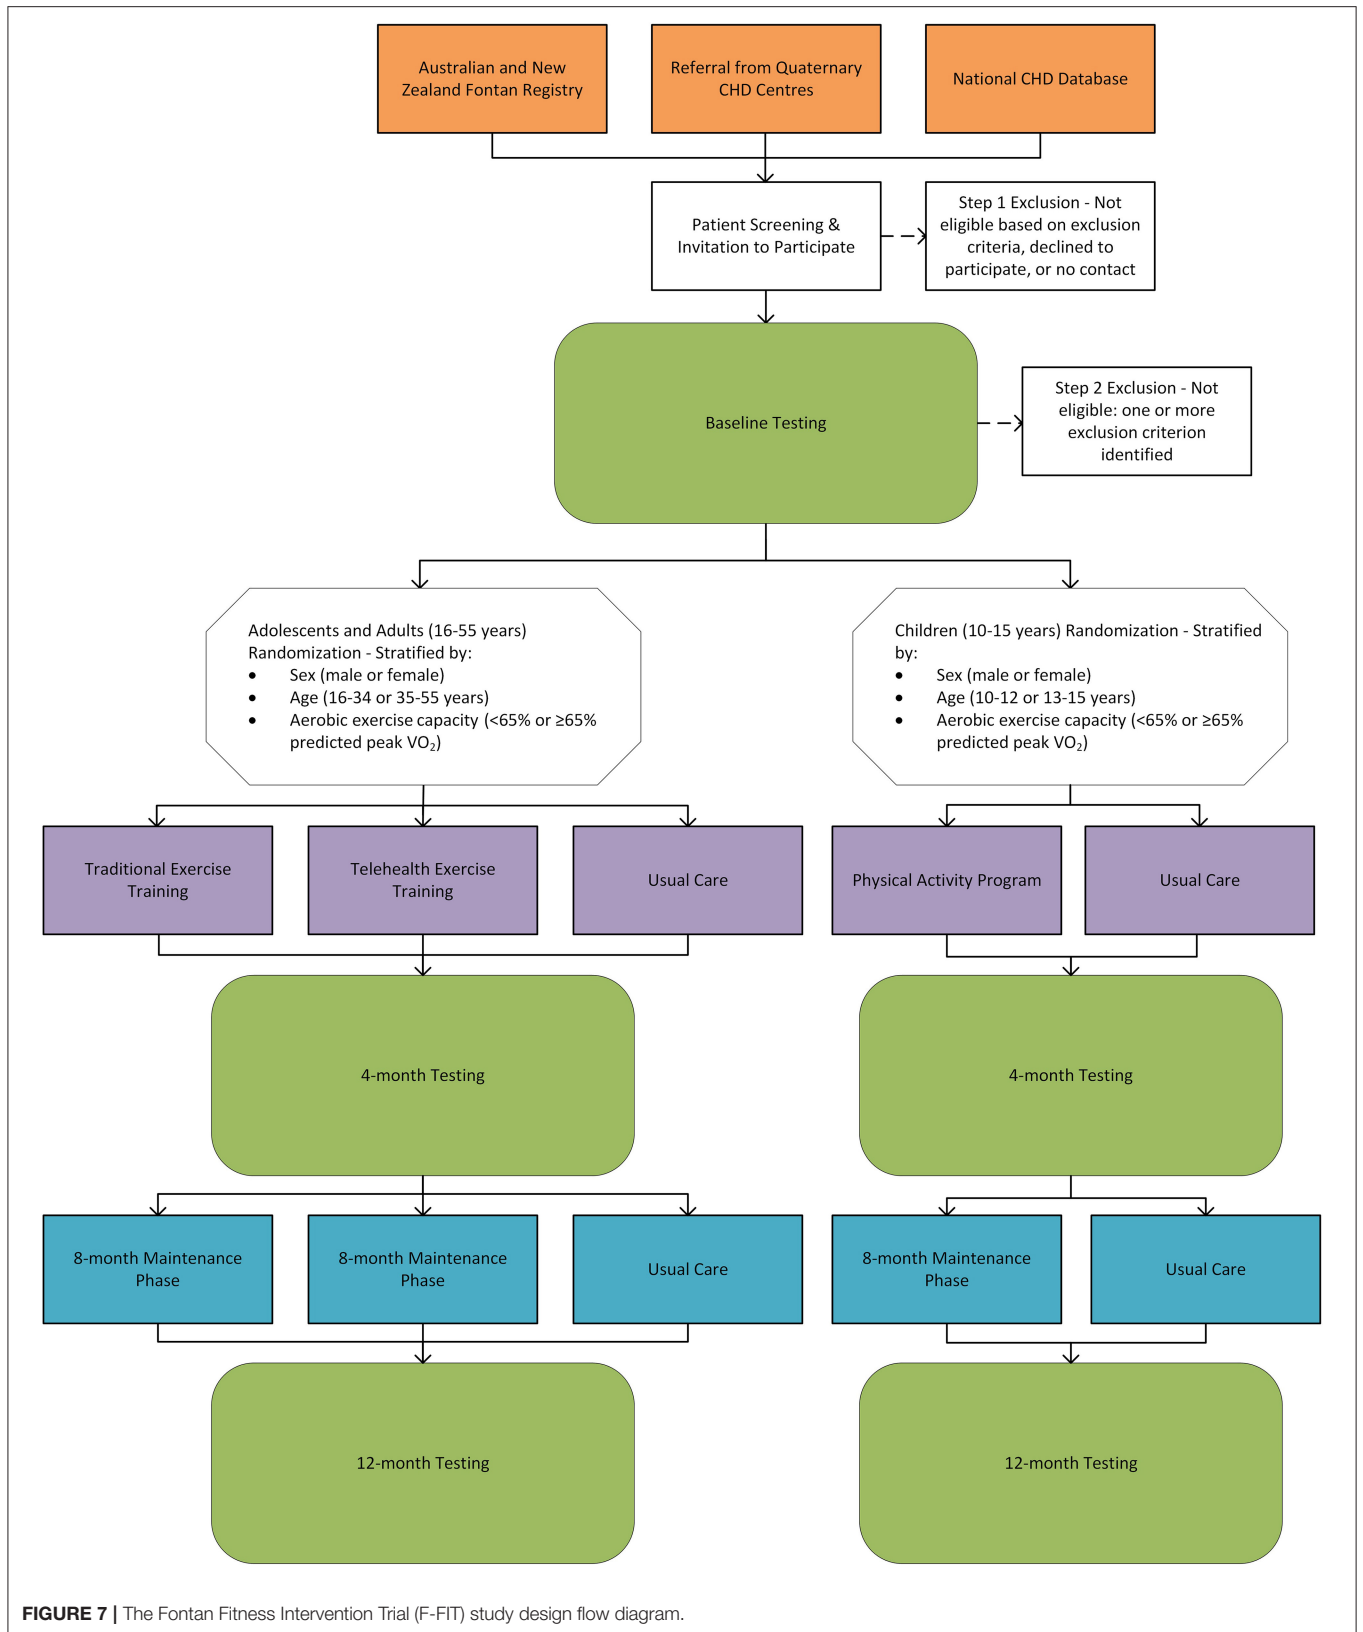 Australian and New
Zealand Fontan Registry
Referral from Quaternary
CHD Centres
National CHD Database
Patient Screening &
Invitation to Participate
Step 1 Exclusion - Not
eligible based on exclusion
criteria, declined to
participate, or no contact
Baseline Testing
Step 2 Exclusion - Not
eligible: one or more
exclusion criterion
identified
Adolescents and Adults (16-55 years)
Randomization - Stratified by:
• Sex (male or female)
• Age (16-34 or 35-55 years)
• Aerobic exercise capacity (<65% or ≥65%
predicted peak VO₂)
Children (10-15 years) Randomization - Stratified
by:
• Sex (male or female)
• Age (10-12 or 13-15 years)
• Aerobic exercise capacity (<65% or ≥65%
predicted peak VO₂)
Traditional Exercise
Training
Telehealth Exercise
Training
Usual Care
Physical Activity Program
Usual Care
4-month Testing
4-month Testing
8-month Maintenance
Phase
8-month Maintenance
Phase
Usual Care
8-month Maintenance
Phase
Usual Care
12-month Testing
12-month Testing
FIGURE 7 | The Fontan Fitness Intervention Trial (F-FIT) study design flow diagram.